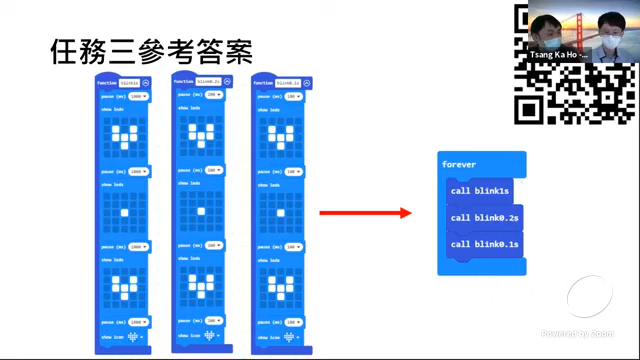 任務三參考答案
Tsang Ka Ho -...
function blink1s
pause (ms) 1000
show leds
pause (ms) 1000
show leds
pause (ms) 1000
show leds
pause (ms) 1000
show icon
function blink0.2s
pause (ms) 200
show leds
pause (ms) 200
show leds
pause (ms) 200
show leds
pause (ms) 200
show icon
function blink0.1s
pause (ms) 100
show leds
pause (ms) 100
show leds
pause (ms) 100
show leds
pause (ms) 100
show icon
forever
call blink1s
call blink0.2s
call blink0.1s
Powered by Zoom